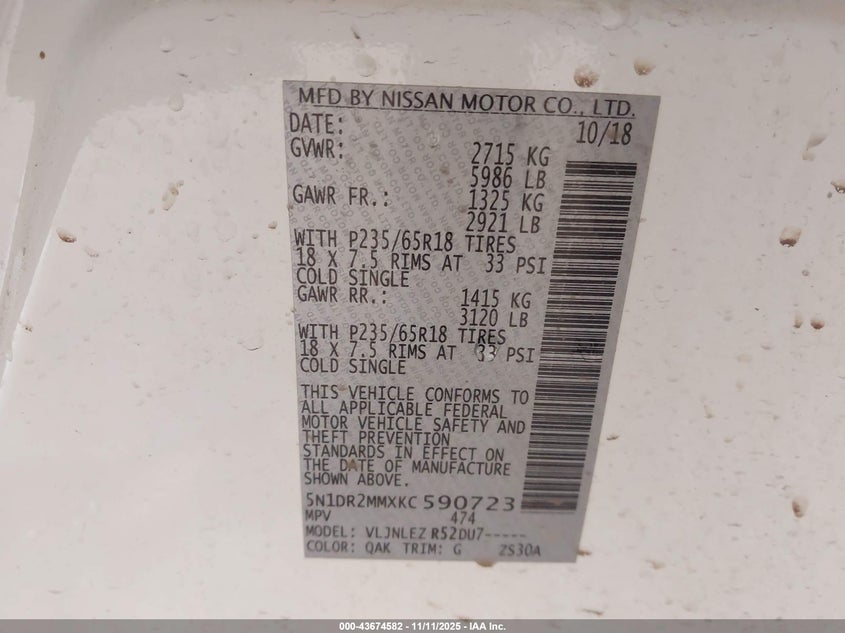 MFD BY NISSAN MOTOR CO., LTD.
DATE: 10/18
GVWR: 2715 KG
5986 LB
GAWR FR.: 1325 KG
2921 LB
WITH P235/65R18 TIRES
18 X 7.5 RIMS AT 33 PSI
COLD SINGLE
GAWR RR.: 1415 KG
3120 LB
WITH P235/65R18 TIRES
18 X 7.5 RIMS AT 33 PSI
COLD SINGLE
THIS VEHICLE CONFORMS TO
ALL APPLICABLE FEDERAL
MOTOR VEHICLE SAFETY AND
THEFT PREVENTION
STANDARDS IN EFFECT ON
THE DATE OF MANUFACTURE
SHOWN ABOVE.
5N1DR2MMXKC590723
MPV 474
MODEL: VLJNLEZ R52DU7-----
COLOR: QAK TRIM: G ZS30A
000-43674582 - 11/11/2025 - IAA Inc.